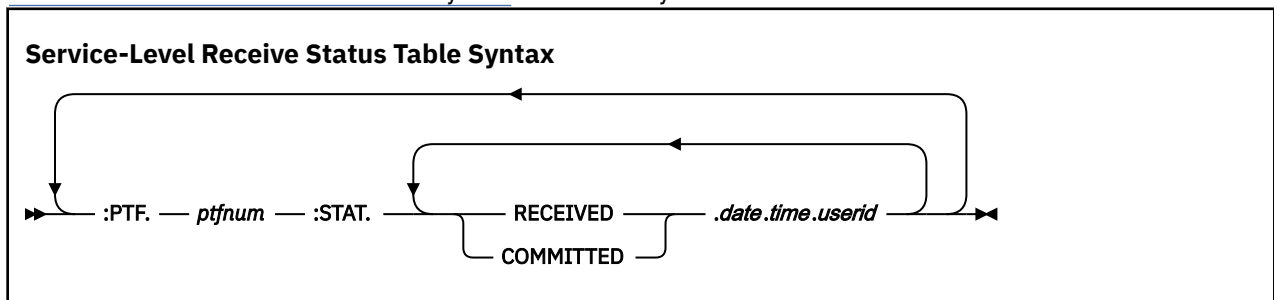 Service-Level Receive Status Table Syntax
:PTF. ptfnum :STAT. RECEIVED .date.time.userid
COMMITTED